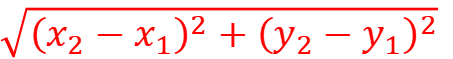 √((x₂ − x₁)² + (y₂ − y₁)²)